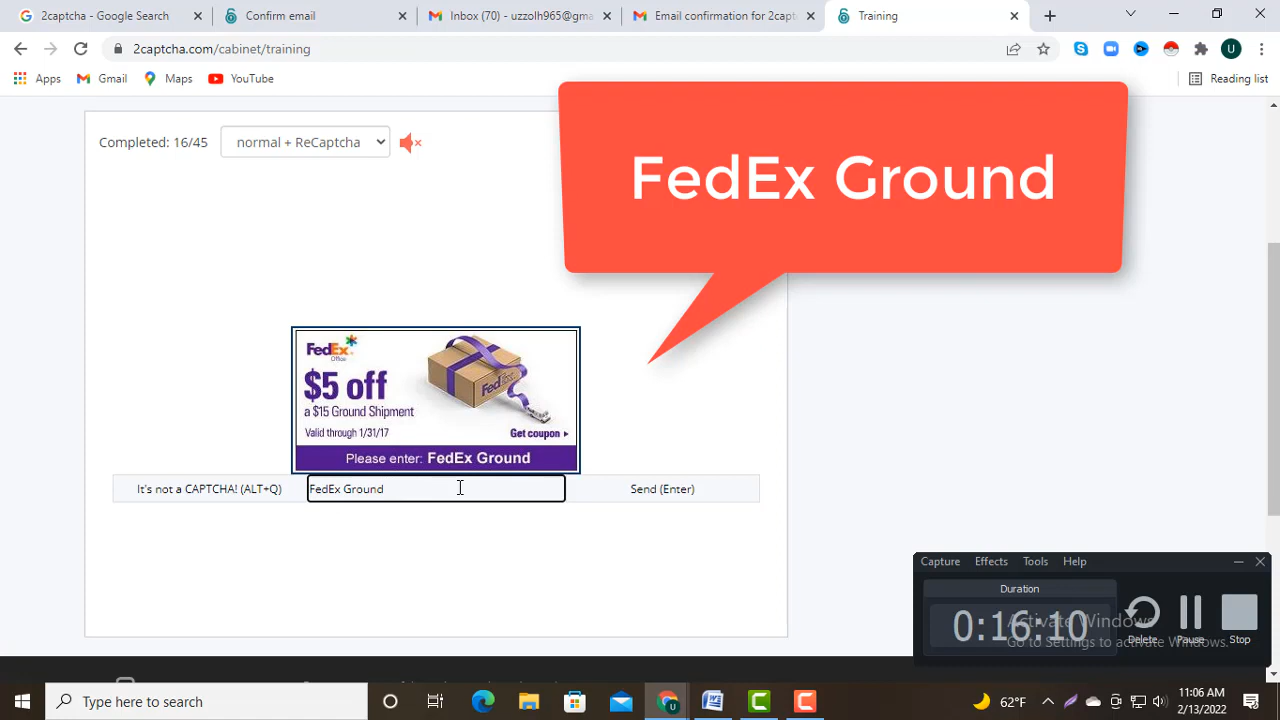 2captcha - Google Search
Confirm email
Inbox (70) - uzzolh965@gma
Email confirmation for 2capt
Training
2captcha.com/cabinet/training
U
Apps
Gmail
Maps
YouTube
Reading list
Completed: 16/45
normal + ReCaptcha
FedEx Ground
FedEx
Office
$5 off
a $15 Ground Shipment
Valid through 1/31/17
Get coupon
FedEx
Please enter: FedEx Ground
It's not a CAPTCHA! (ALT+Q)
FedEx Ground
Send (Enter)
Capture
Effects
Tools
Help
Duration
0:16:10
Delete
Pause
Stop
Activate Windows
Go to Settings to activate Windows.
Type here to search
62°F
11:06 AM
2/13/2022